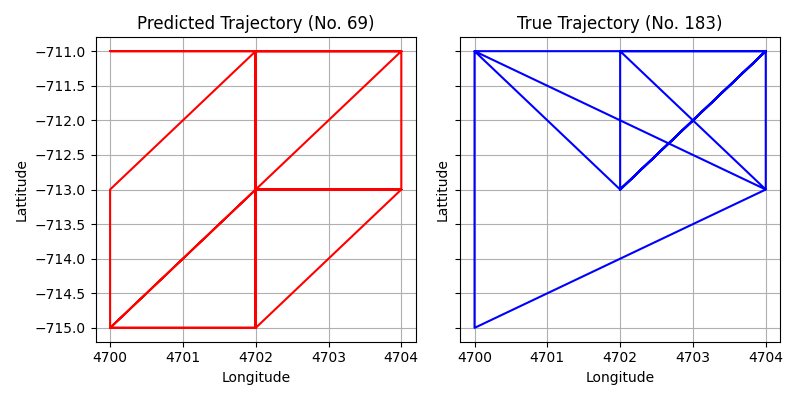 Predicted Trajectory (No. 69)
True Trajectory (No. 183)
Lattitude
−711.0
−711.5
−712.0
−712.5
−713.0
−713.5
−714.0
−714.5
−715.0
4700 4701 4702 4703 4704
Longitude
Lattitude
4700 4701 4702 4703 4704
Longitude